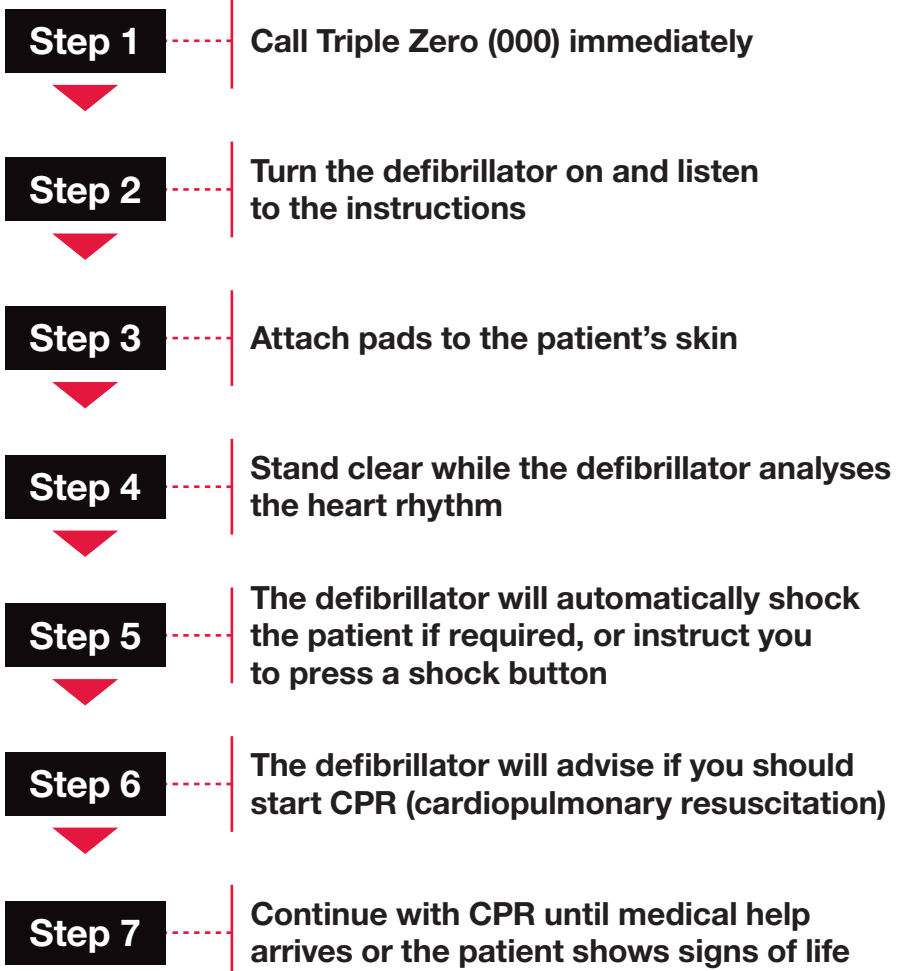 Step 1
Call Triple Zero (000) immediately
Step 2
Turn the defibrillator on and listen
to the instructions
Step 3
Attach pads to the patient’s skin
Step 4
Stand clear while the defibrillator analyses
the heart rhythm
Step 5
The defibrillator will automatically shock
the patient if required, or instruct you
to press a shock button
Step 6
The defibrillator will advise if you should
start CPR (cardiopulmonary resuscitation)
Step 7
Continue with CPR until medical help
arrives or the patient shows signs of life